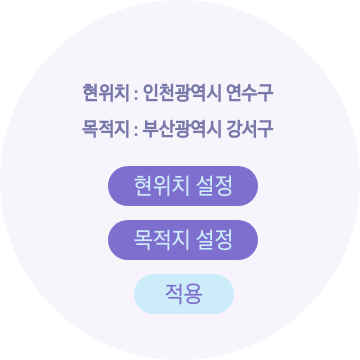 현위치 : 인천광역시 연수구
목적지 : 부산광역시 강서구
현위치 설정
목적지 설정
적용